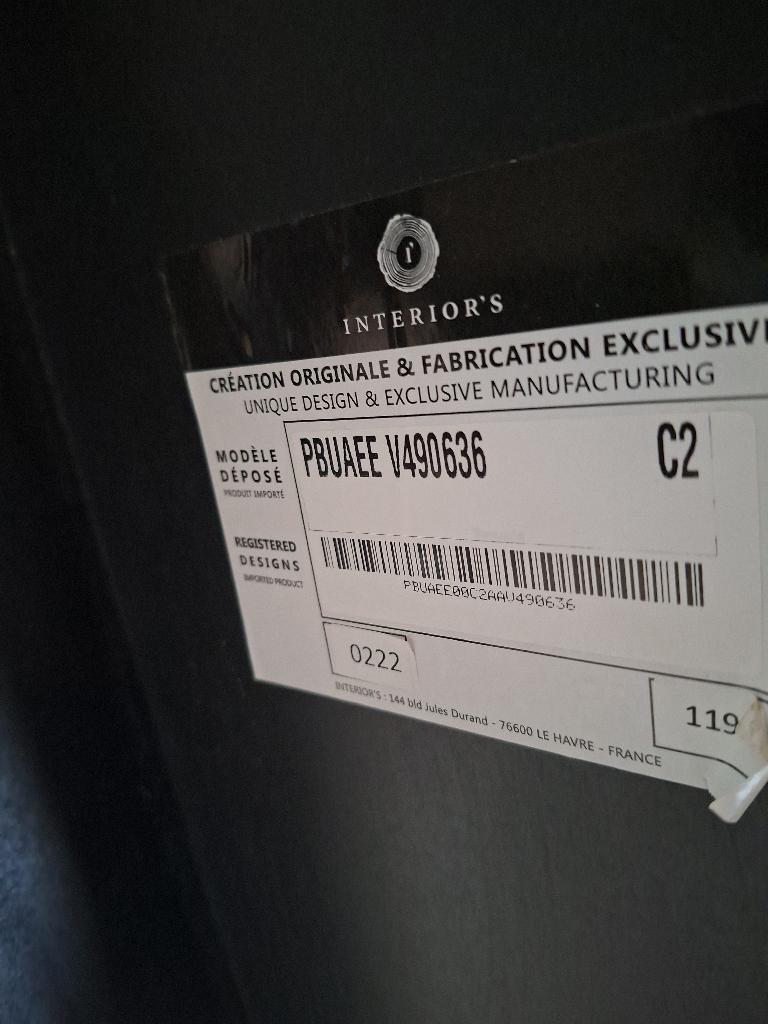 INTERIOR'S
CRÉATION ORIGINALE & FABRICATION EXCLUSIV
UNIQUE DESIGN & EXCLUSIVE MANUFACTURING
MODÈLE
DÉPOSÉ
PRODUIT IMPORTÉ
PBUAEE V490636 C2
REGISTERED
DESIGNS
IMPORTED PRODUCT
PBUAEE00C2AAV490636
0222
119
INTERIOR'S : 144 bld Jules Durand - 76600 LE HAVRE - FRANCE